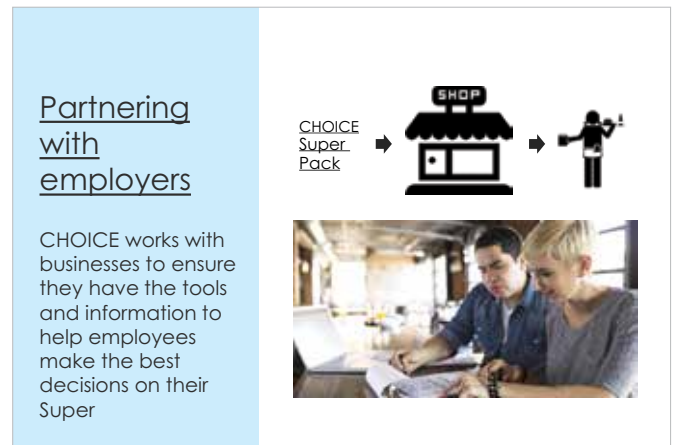 Partnering
with
employers
CHOICE works with
businesses to ensure
they have the tools
and information to
help employees
make the best
decisions on their
Super
CHOICE
Super
Pack
SHOP